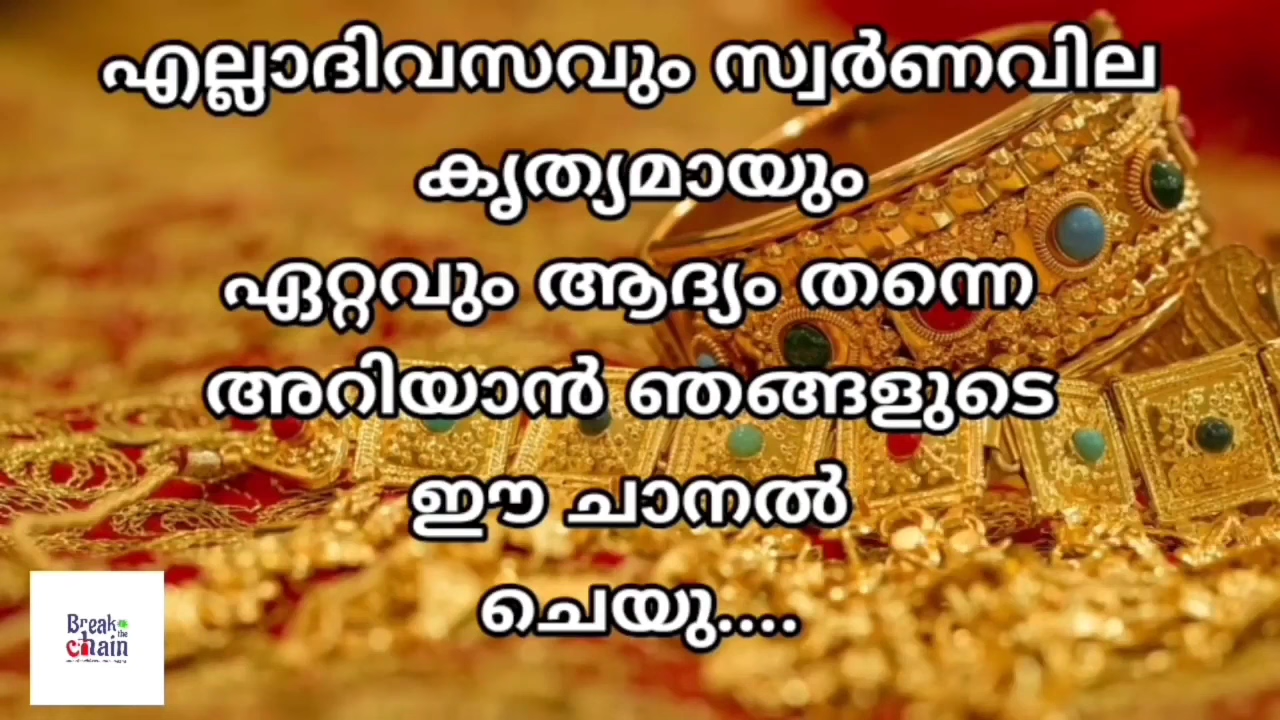 എല്ലാദിവസവും സ്വർണവില
കൃത്യമായും
ഏറ്റവും ആദ്യം തന്നെ
അറിയാൻ ഞങ്ങളുടെ
ഈ ചാനൽ
ചെയു....
Break
the
chain